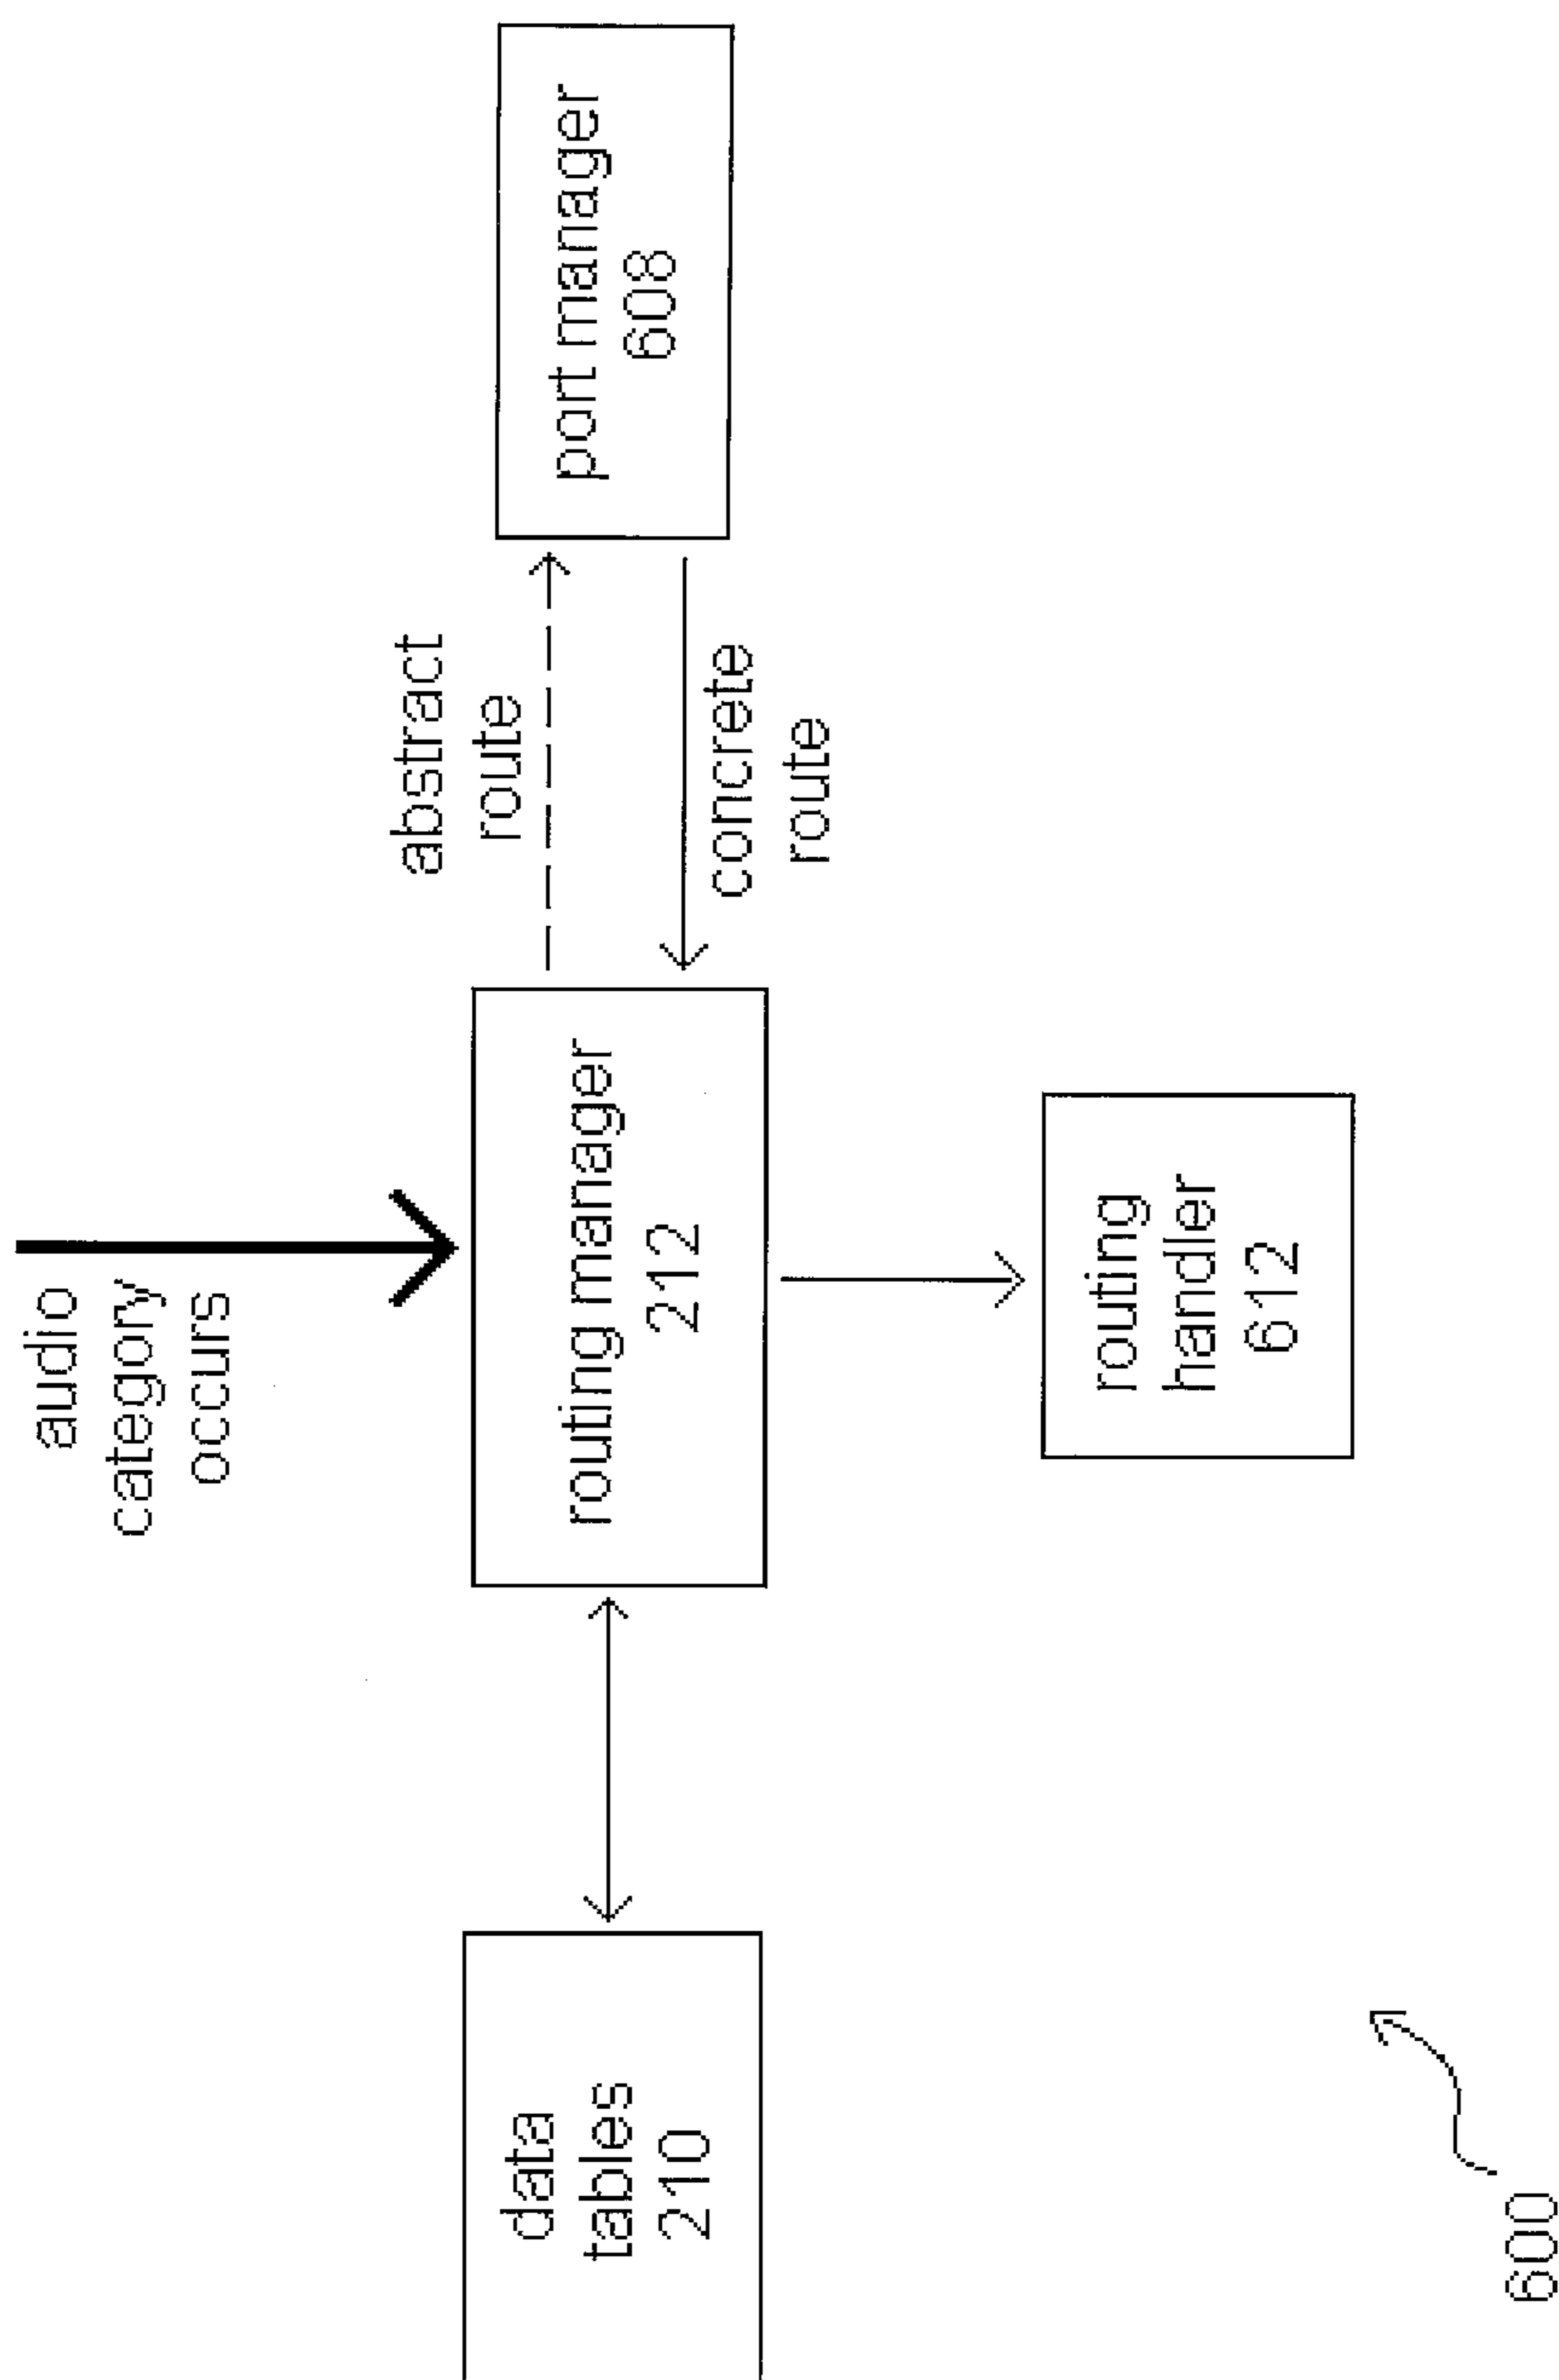 audio
category
occurs
abstract
route
data
tables
210
routing manager
212
port manager
608
concrete
route
routing
handler
612
600